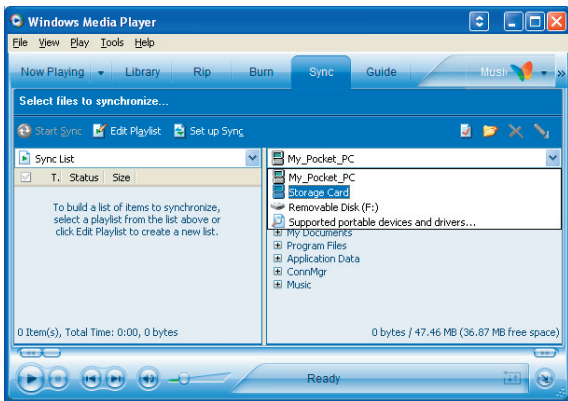 Windows Media Player
File View Play Tools Help
Now Playing Library Rip Burn Sync Guide Music
Select files to synchronize...
Start Sync Edit Playlist Set up Sync
Sync List
My_Pocket_PC
T. Status Size
My_Pocket_PC
Storage Card
Removable Disk (F:)
Supported portable devices and drivers...
To build a list of items to synchronize,
select a playlist from the list above or
click Edit Playlist to create a new list.
My Documents
Program Files
Application Data
ConnMgr
Music
0 Item(s), Total Time: 0:00, 0 bytes
0 bytes / 47.46 MB (36.87 MB free space)
Ready